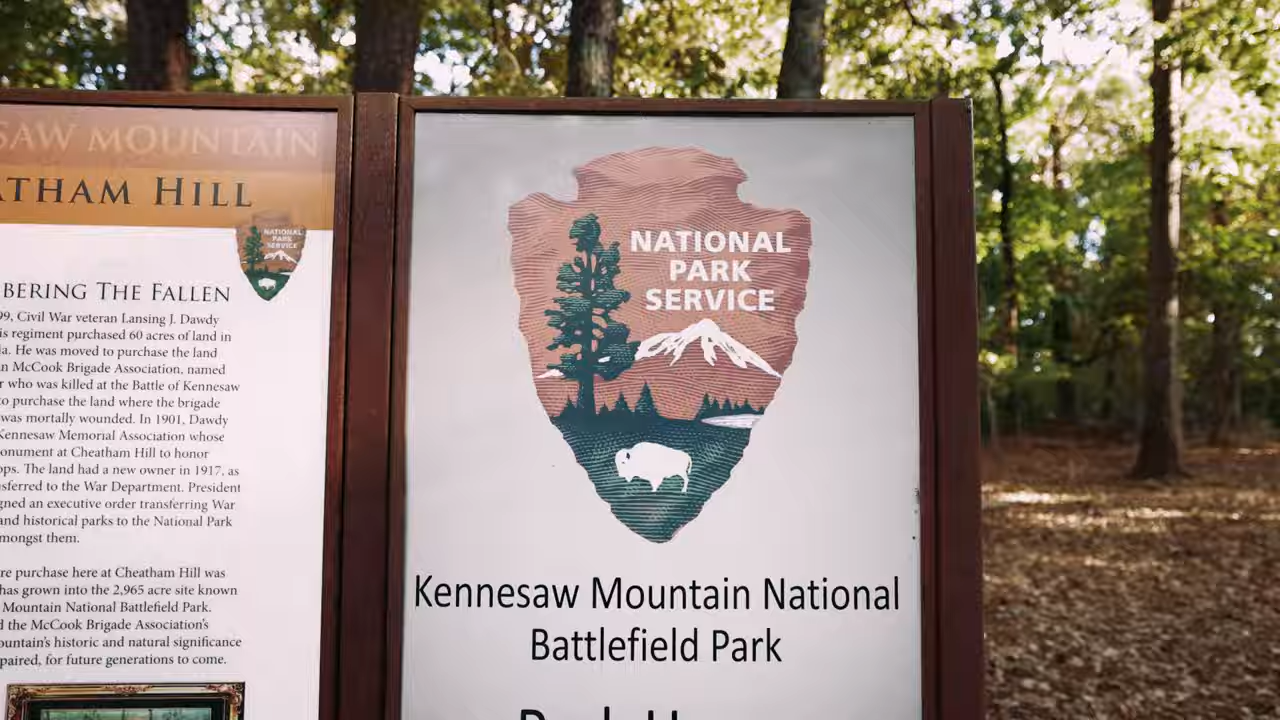 SAW MOUNTAIN
ATHAM HILL
NATIONAL
PARK
SERVICE
BERING THE FALLEN
99, Civil War veteran Lansing J. Dawdy
is regiment purchased 60 acres of land in
ia. He was moved to purchase the land
n McCook Brigade Association, named
r who was killed at the Battle of Kennesaw
to purchase the land where the brigade
was mortally wounded. In 1901, Dawdy
Kennesaw Memorial Association whose
onument at Cheatham Hill to honor
ops. The land had a new owner in 1917, as
nsferred to the War Department. President
gned an executive order transferring War
and historical parks to the National Park
mongst them.
re purchase here at Cheatham Hill was
has grown into the 2,965 acre site known
Mountain National Battlefield Park.
d the McCook Brigade Association's
ountain's historic and natural significance
paired, for future generations to come.
NATIONAL
PARK
SERVICE
Kennesaw Mountain National
Battlefield Park